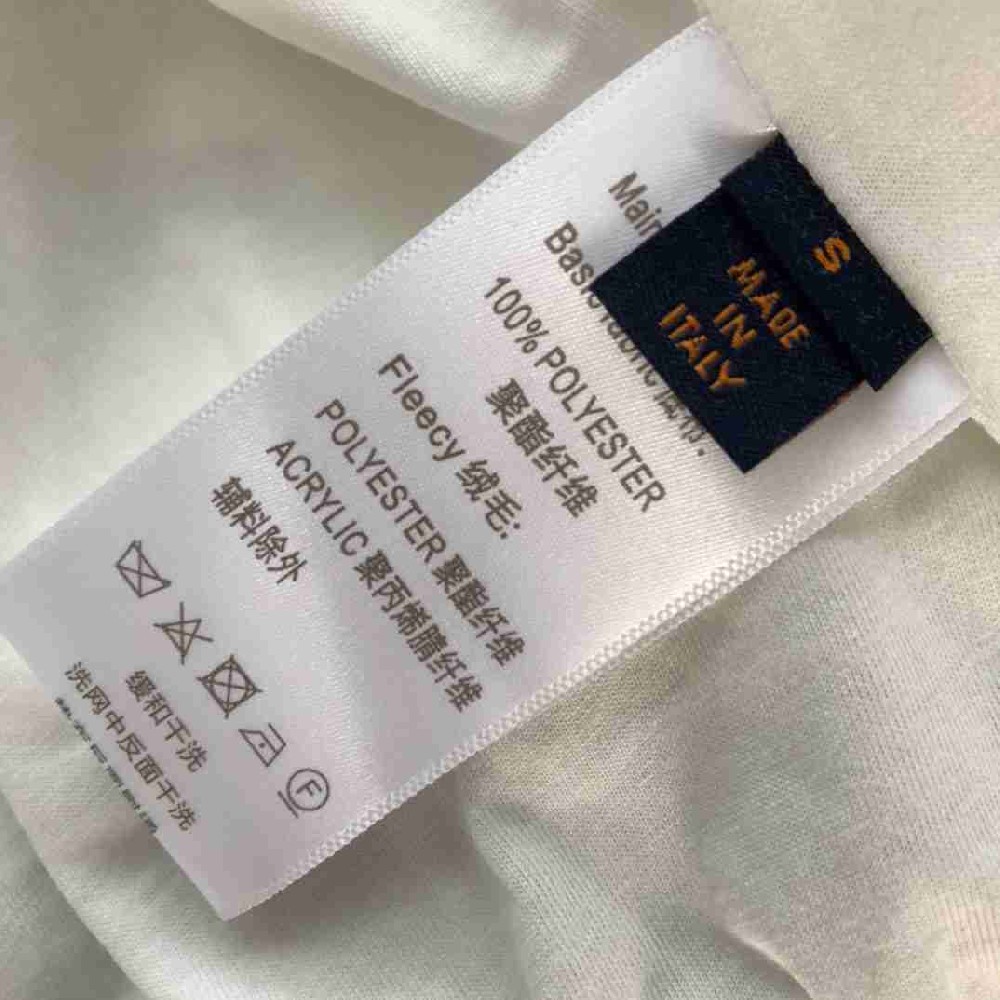 S
MADE
IN
ITALY
100% POLYESTER
聚酯纤维
Fleecy 绒毛:
POLYESTER 聚酯纤维
ACRYLIC 聚丙烯腈纤维
辅料除外
F
缓和干洗
洗网中反面干洗